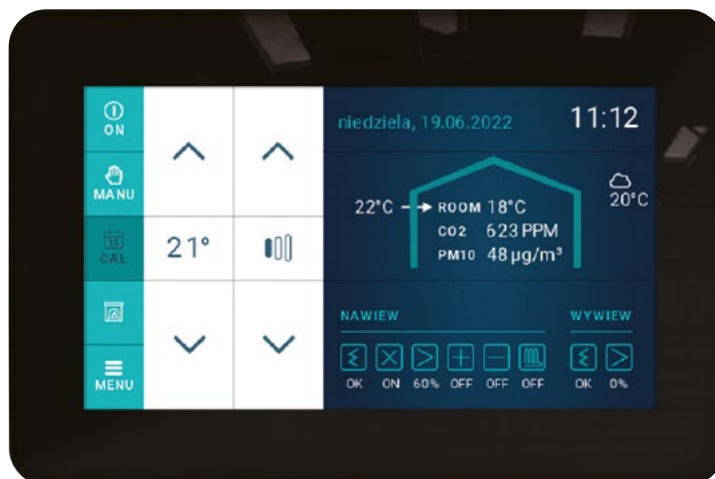 ON
MANU
15
CAL
MENU
21°
niedziela, 19.06.2022
11:12
20°C
22°C ROOM 18°C
CO2 623 PPM
PM10 48 µg/m³
NAWIEW
OK ON 60% OFF OFF OFF
WYWIEW
OK 0%